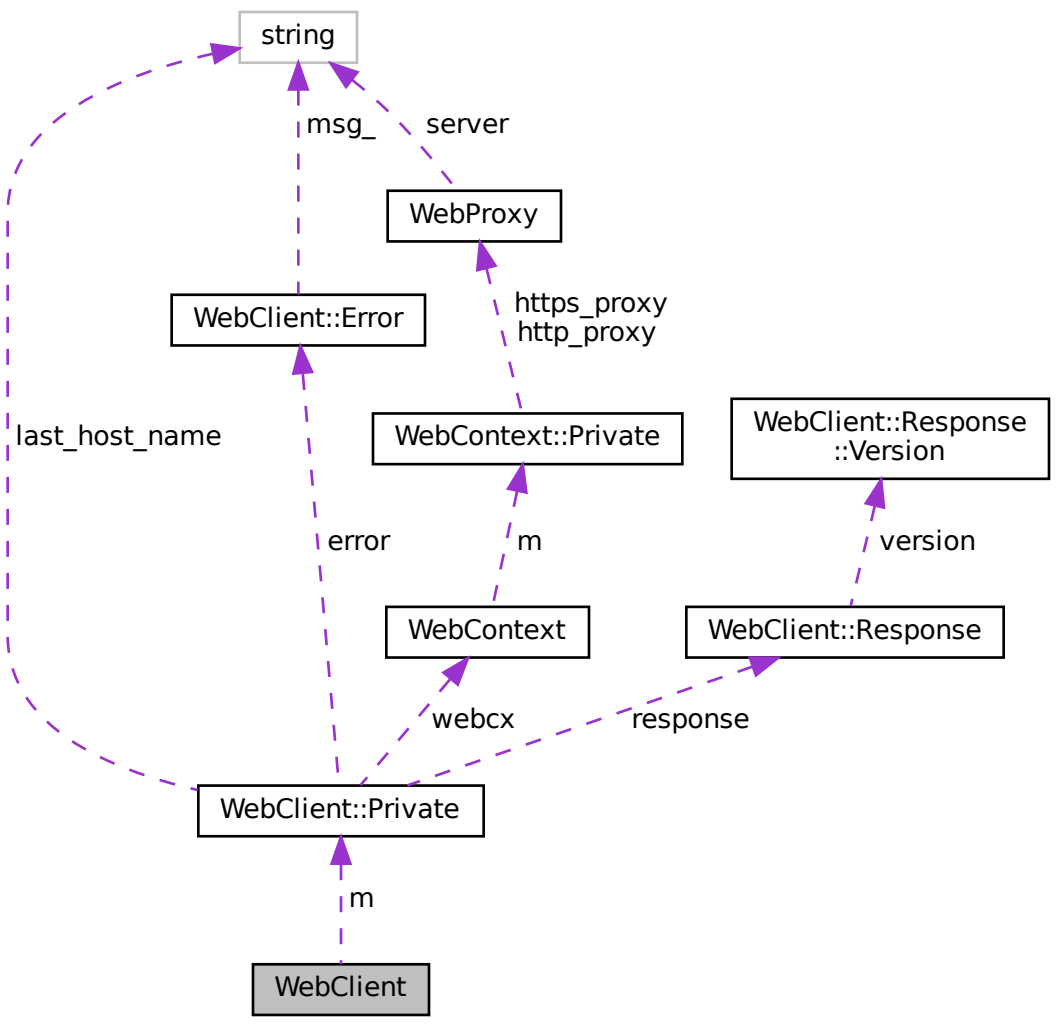 string
msg_
server
WebProxy
https_proxy
http_proxy
WebClient::Error
WebContext::Private
WebClient::Response
::Version
last_host_name
error
m
version
WebContext
WebClient::Response
webcx
response
WebClient::Private
m
WebClient